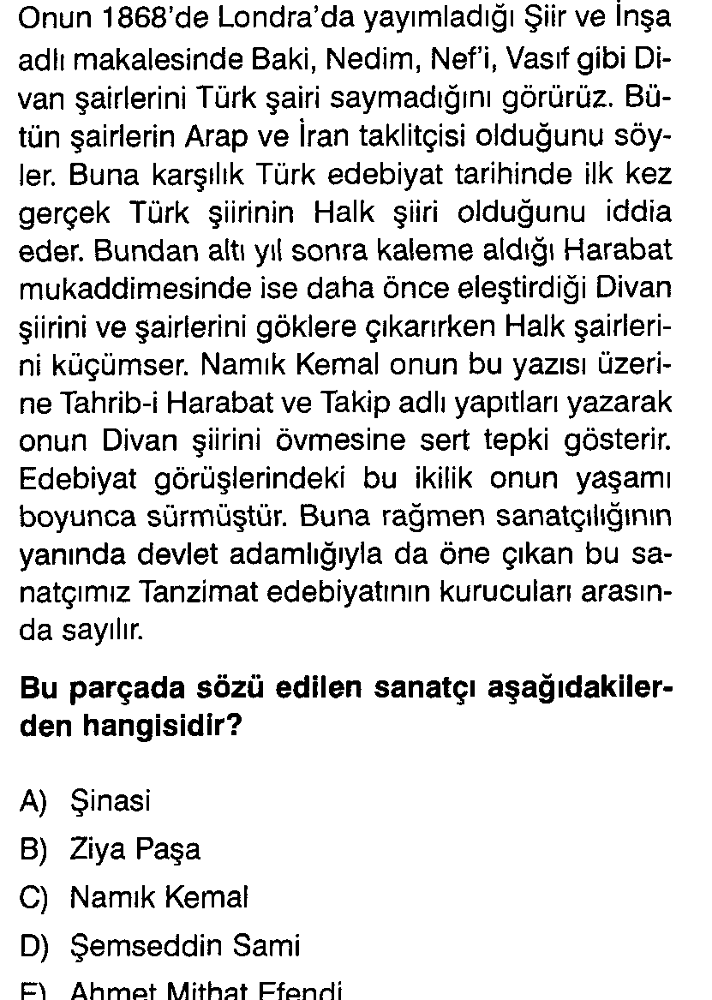 Onun 1868'de Londra'da yayımladığı Şiir ve İnşa
adlı makalesinde Baki, Nedim, Nef'i, Vasıf gibi Di-
van şairlerini Türk şairi saymadığını görürüz. Bü-
tün şairlerin Arap ve İran taklitçisi olduğunu söy-
ler. Buna karşılık Türk edebiyat tarihinde ilk kez
gerçek Türk şiirinin Halk şiiri olduğunu iddia
eder. Bundan altı yıl sonra kaleme aldığı Harabat
mukaddimesinde ise daha önce eleştirdiği Divan
şiirini ve şairlerini göklere çıkarırken Halk şairleri-
ni küçümser. Namık Kemal onun bu yazısı üzeri-
ne Tahrib-i Harabat ve Takip adlı yapıtları yazarak
onun Divan şiirini övmesine sert tepki gösterir.
Edebiyat görüşlerindeki bu ikilik onun yaşamı
boyunca sürmüştür. Buna rağmen sanatçılığının
yanında devlet adamlığıyla da öne çıkan bu sa-
natçımız Tanzimat edebiyatının kurucuları arasın-
da sayılır.
Bu parçada sözü edilen sanatçı aşağıdakiler-
den hangisidir?
A) Şinasi
B) Ziya Paşa
C) Namık Kemal
D) Şemseddin Sami
E) Ahmet Mithat Efendi